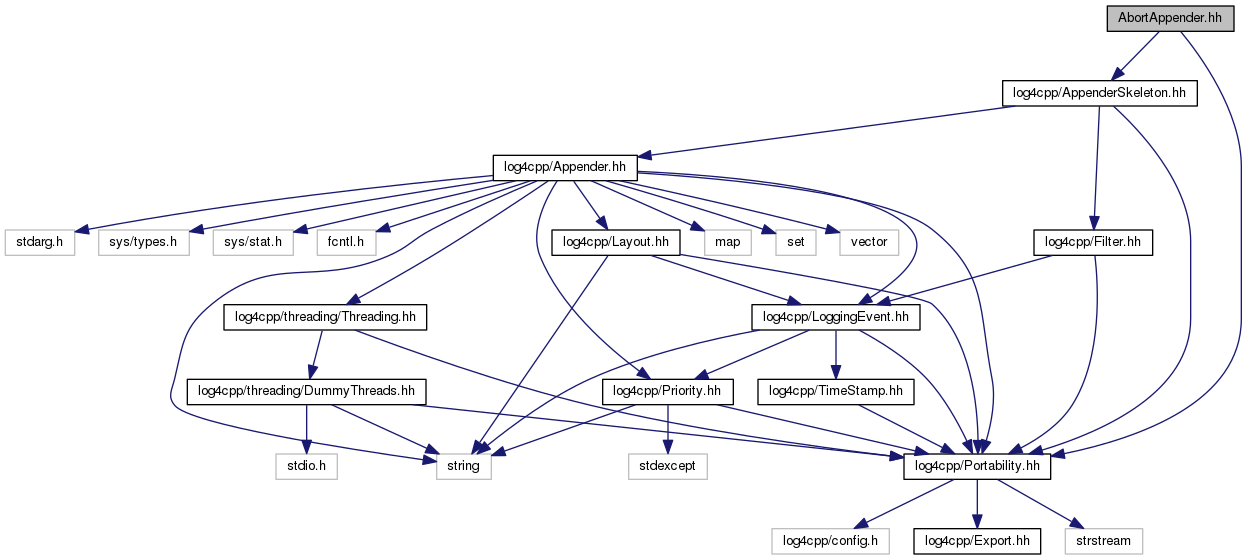 AbortAppender.hh
log4cpp/AppenderSkeleton.hh
log4cpp/Appender.hh
stdarg.h
sys/types.h
sys/stat.h
fcntl.h
log4cpp/Layout.hh
map
set
vector
log4cpp/Filter.hh
log4cpp/threading/Threading.hh
log4cpp/LoggingEvent.hh
log4cpp/threading/DummyThreads.hh
log4cpp/Priority.hh
log4cpp/TimeStamp.hh
stdio.h
string
stdexcept
log4cpp/Portability.hh
log4cpp/config.h
log4cpp/Export.hh
strstream